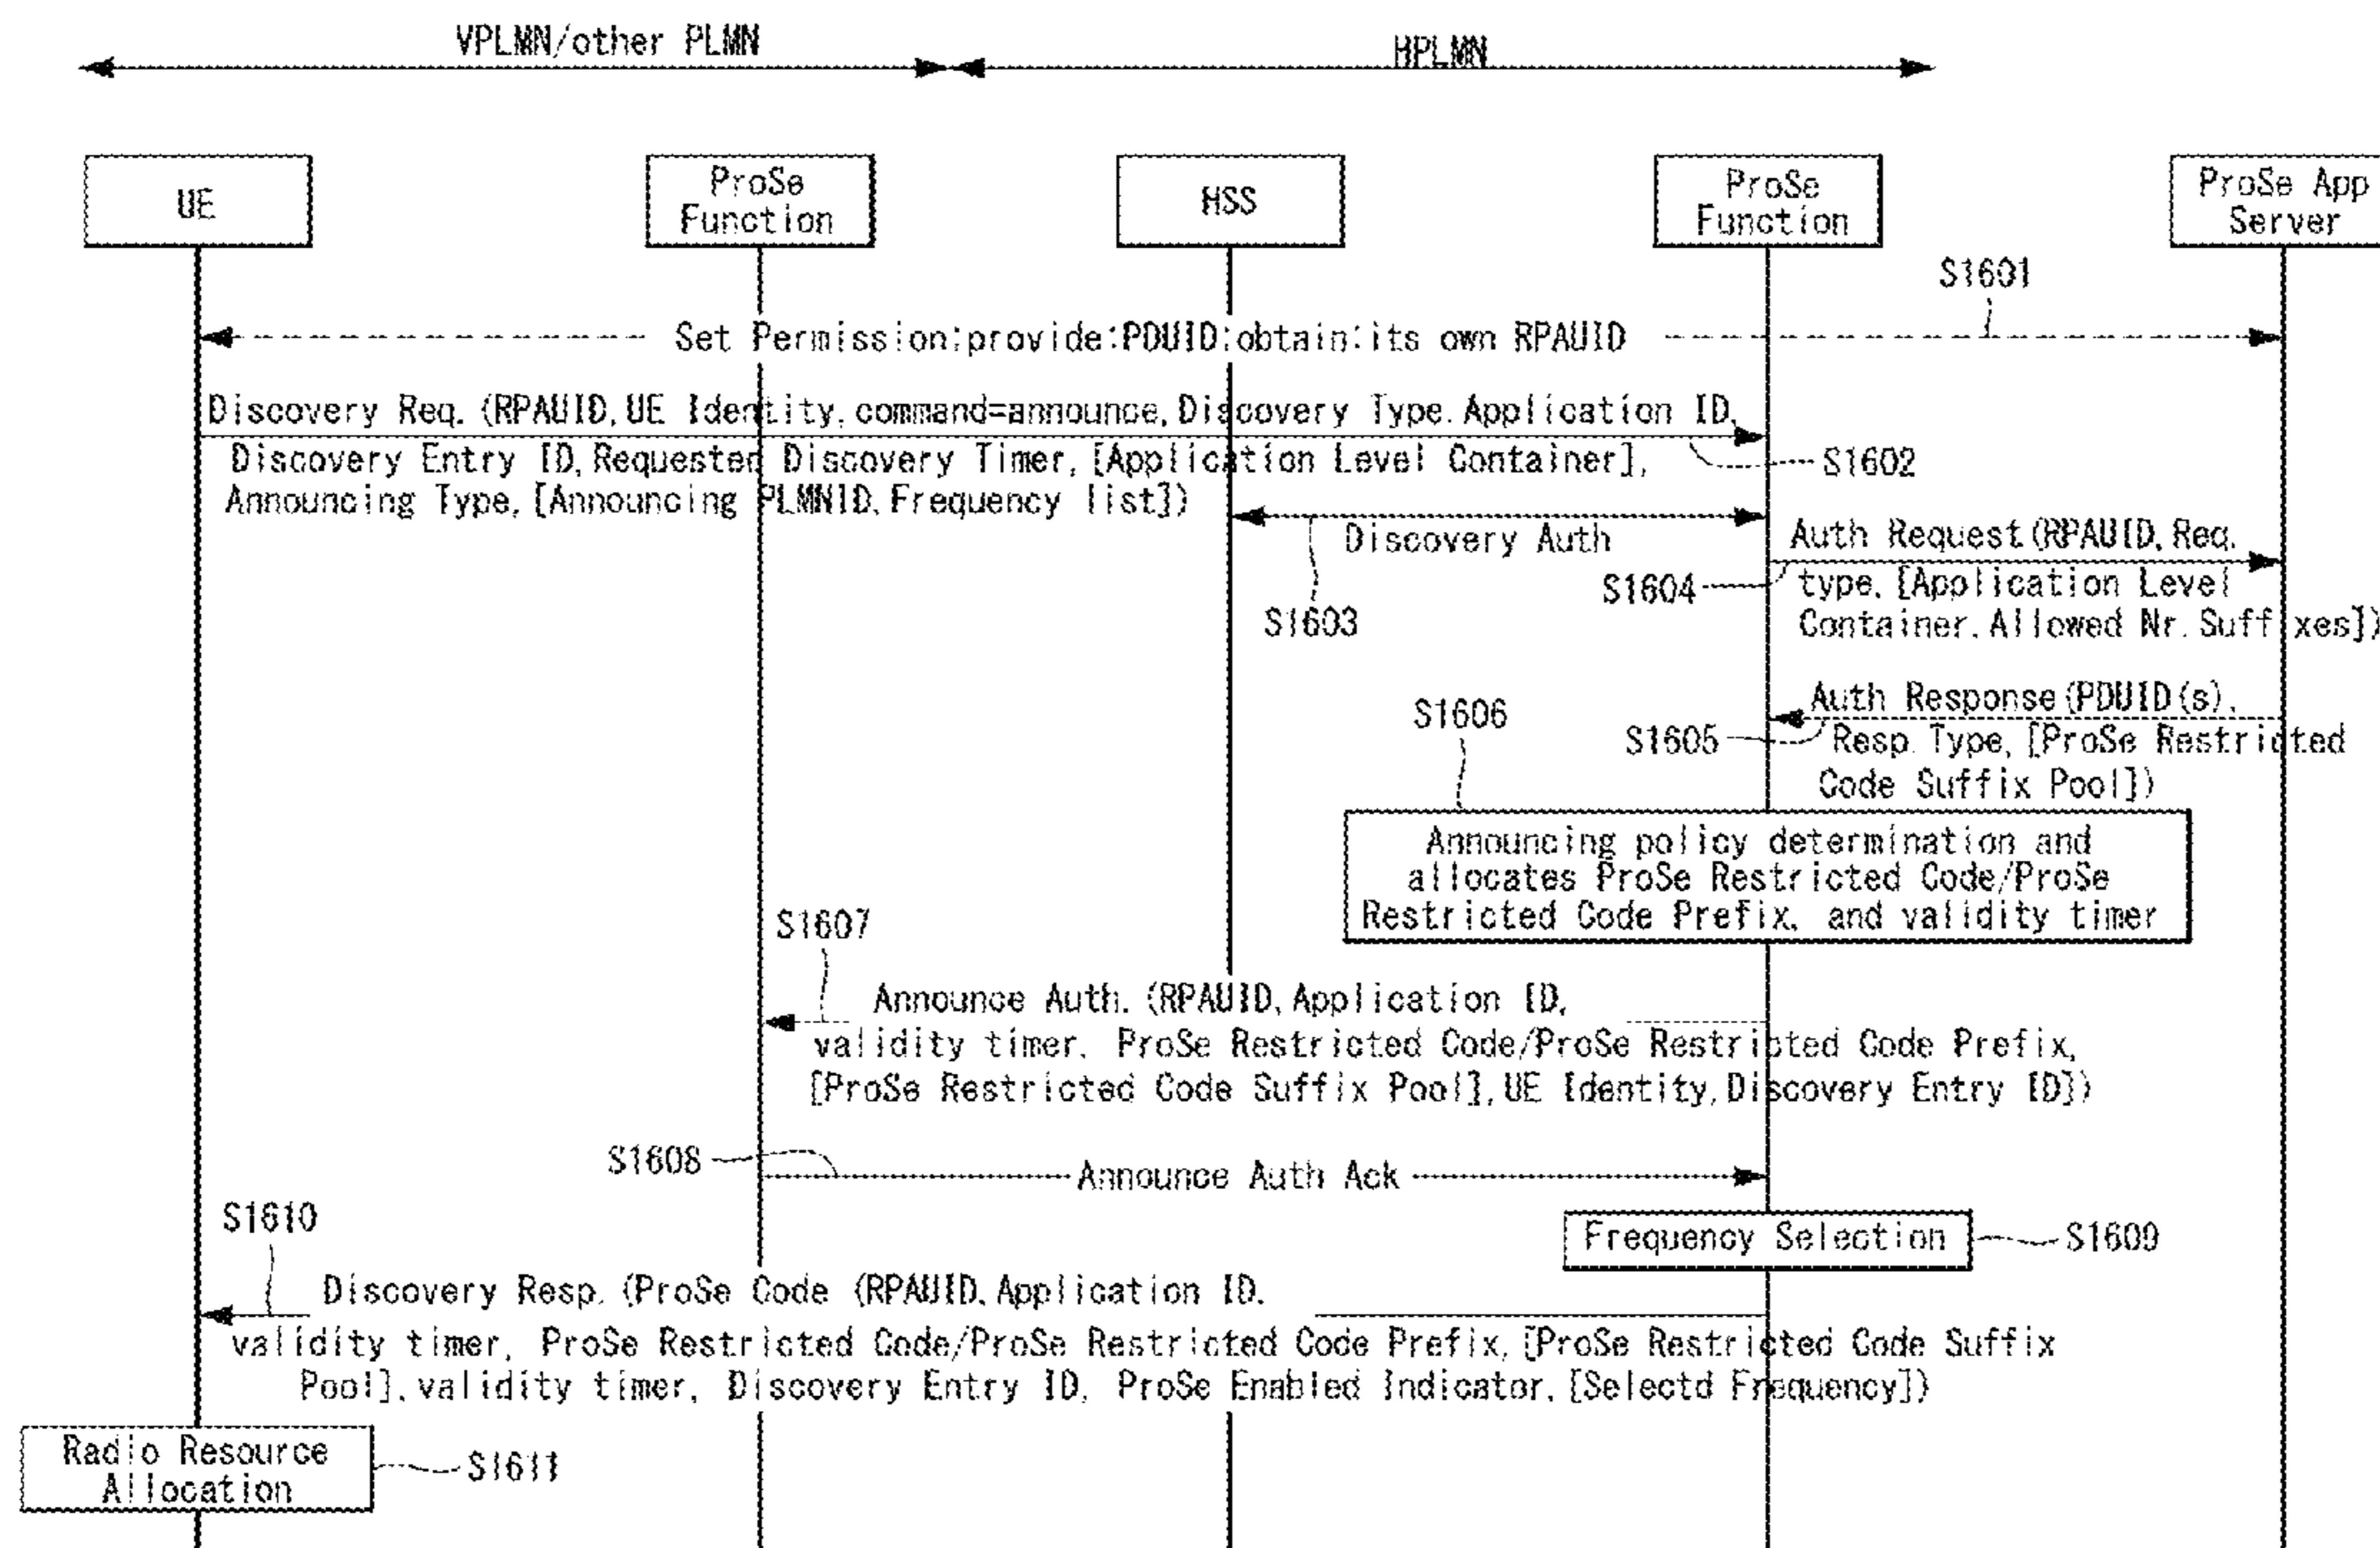 VPLMN/other PLMN
HPLMN
UE
ProSe
Function
HSS
ProSe
Function
ProSe App
Server
S1601
Set Permission:provide:PDUID:obtain:its own RPAUID
Discovery Req. (RPAUID, UE Identity, command=announce, Discovery Type. Application ID,
Discovery Entry ID, Requested Discovery Timer, [Application Level Container],
Announcing Type, [Announcing PLMNID, Frequency list])
S1602
Discovery Auth
S1603
Auth Request (RPAUID, Req.
type, [Application Level
Container, Allowed Nr. Suffixes])
S1604
Auth Response (PDUID(s),
Resp. Type, [ProSe Restricted
Code Suffix Pool])
S1605
S1606
Announcing policy determination and
allocates ProSe Restricted Code/ProSe
Restricted Code Prefix, and validity timer
S1607
Announce Auth. (RPAUID, Application ID,
validity timer, ProSe Restricted Code/ProSe Restricted Code Prefix,
[ProSe Restricted Code Suffix Pool], UE Identity, Discovery Entry ID])
S1608
Announce Auth Ack
Frequency Selection
S1609
S1610
Discovery Resp. (ProSe Code (RPAUID, Application ID.
validity timer, ProSe Restricted Code/ProSe Restricted Code Prefix, [ProSe Restricted Code Suffix
Pool], validity timer, Discovery Entry ID, ProSe Enabled Indicator, [Selectd Frequency])
Radio Resource
Allocation
S1611